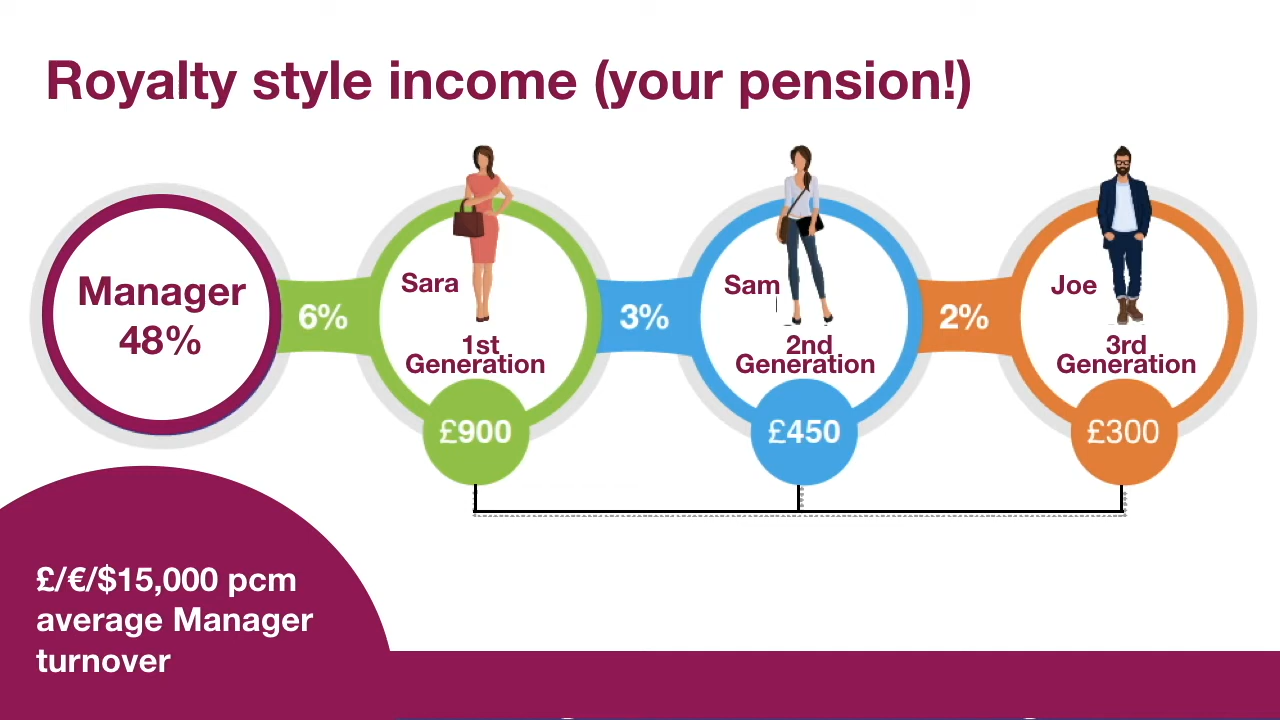 Royalty style income (your pension!)
Manager
48%
6%
Sara
1st
Generation
£900
3%
Sam
2nd
Generation
£450
2%
Joe
3rd
Generation
£300
£/€/$15,000 pcm
average Manager
turnover